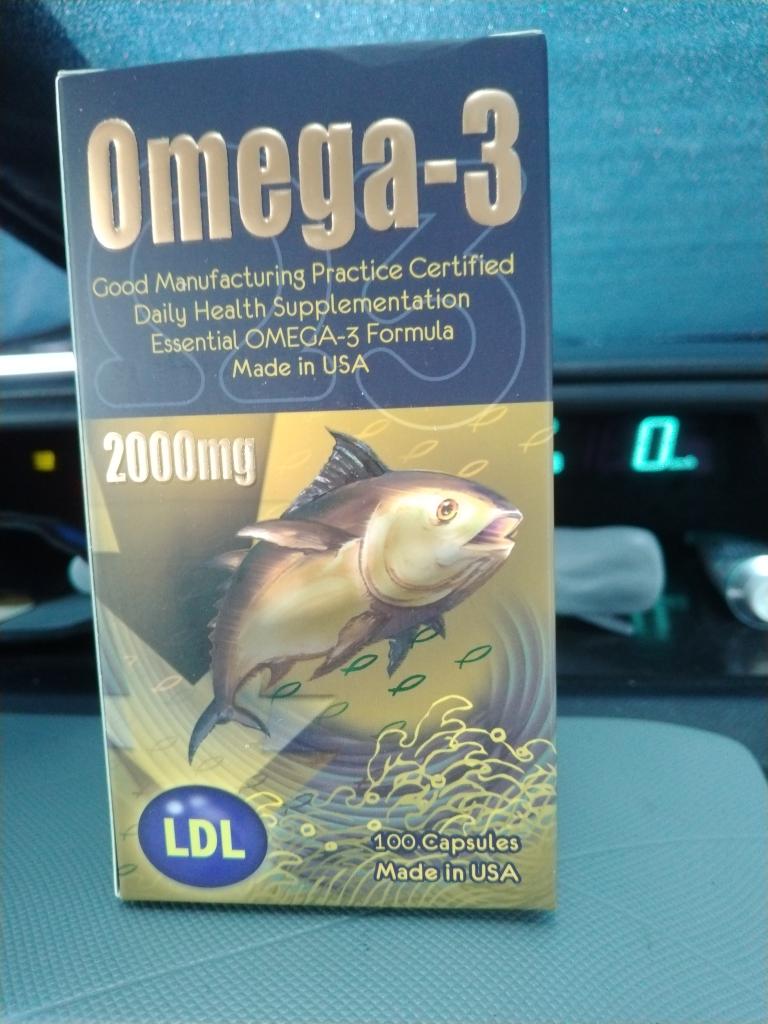 Omega-3
Good Manufacturing Practice Certified
Daily Health Supplementation
Essential OMEGA-3 Formula
Made in USA
2000mg
LDL
100 Capsules
Made in USA
0